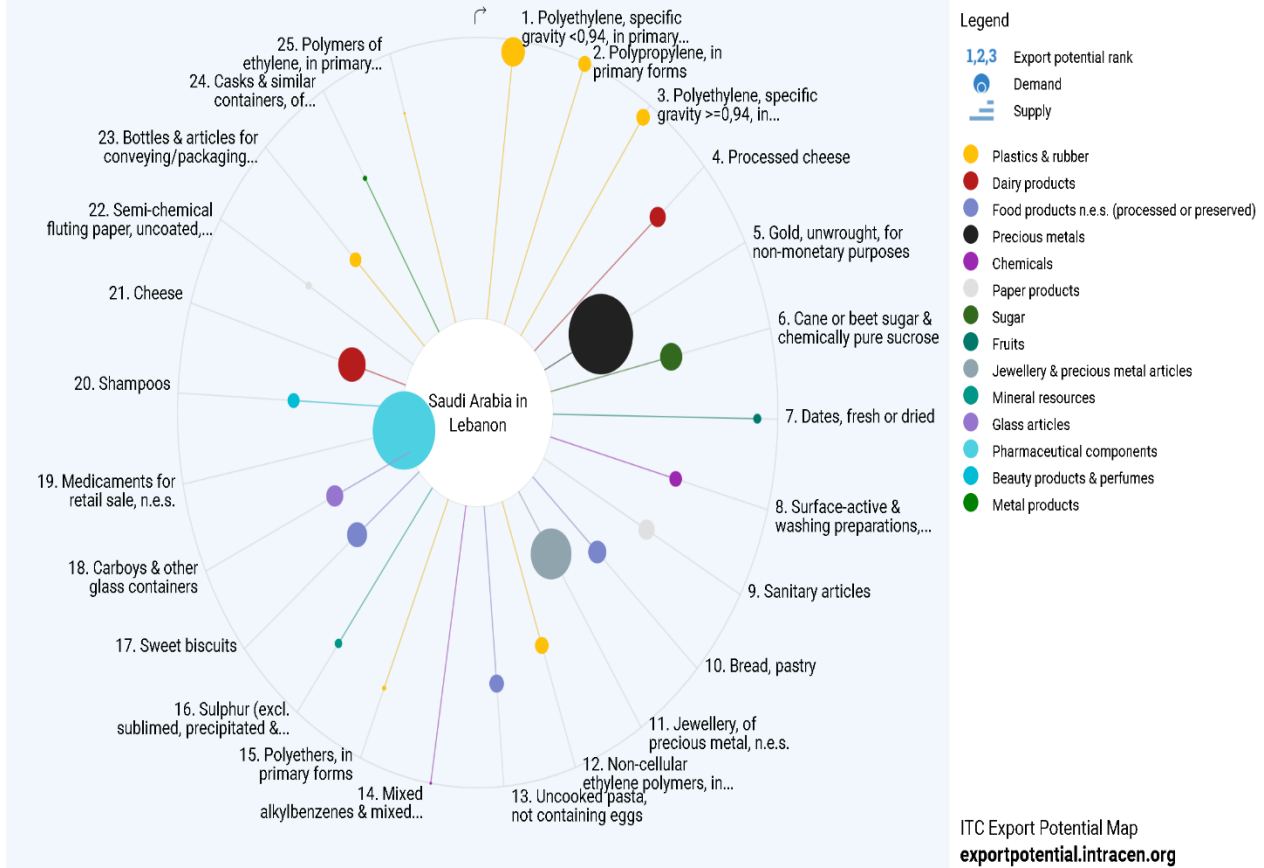 1. Polyethylene, specific
gravity <0,94, in primary...
2. Polypropylene, in
primary forms
3. Polyethylene, specific
gravity >=0,94, in...
4. Processed cheese
5. Gold, unwrought, for
non-monetary purposes
6. Cane or beet sugar &
chemically pure sucrose
7. Dates, fresh or dried
8. Surface-active &
washing preparations,...
9. Sanitary articles
10. Bread, pastry
11. Jewellery, of
precious metal, n.e.s.
12. Non-cellular
ethylene polymers, in...
13. Uncooked pasta,
not containing eggs
14. Mixed
alkylbenzenes & mixed...
15. Polyethers, in
primary forms
16. Sulphur (excl.
sublimed, precipitated &...
17. Sweet biscuits
18. Carboys & other
glass containers
19. Medicaments for
retail sale, n.e.s.
20. Shampoos
21. Cheese
22. Semi-chemical
fluting paper, uncoated,...
23. Bottles & articles for
conveying/packaging...
24. Casks & similar
containers, of...
25. Polymers of
ethylene, in primary...
Saudi Arabia in
Lebanon
Legend
1,2,3 Export potential rank
Demand
Supply
Plastics & rubber
Dairy products
Food products n.e.s. (processed or preserved)
Precious metals
Chemicals
Paper products
Sugar
Fruits
Jewellery & precious metal articles
Mineral resources
Glass articles
Pharmaceutical components
Beauty products & perfumes
Metal products
ITC Export Potential Map
exportpotential.intracen.org